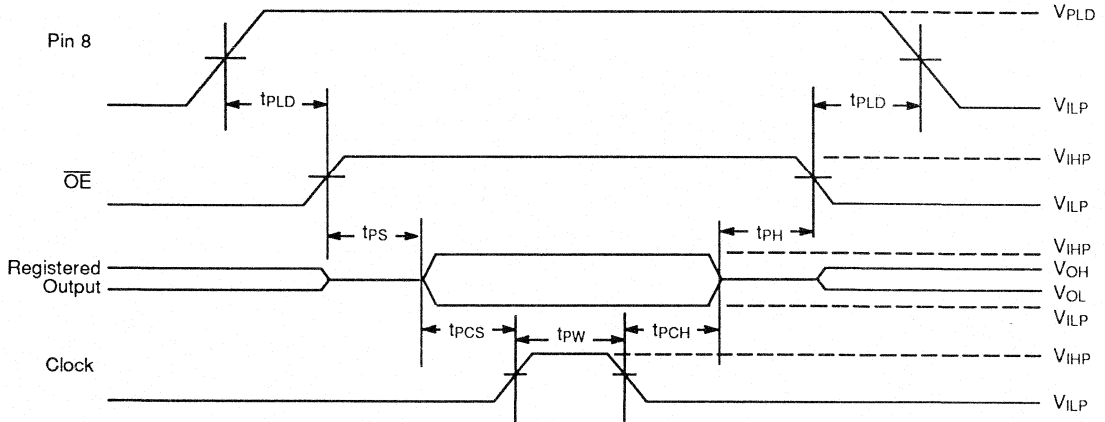 Pin 8
VPLD
tPLD
tPLD
VILP
OE
VIHP
VILP
tPS
tPH
VIHP
Registered
Output
VOH
VOL
VILP
tPCS
tPW
tPCH
Clock
VIHP
VILP